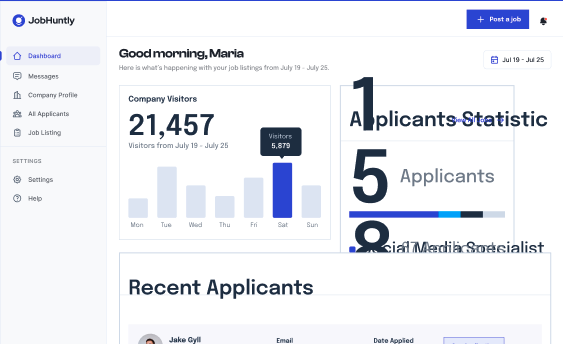 JobHuntly
Post a job
Dashboard
Messages
Company Profile
All Applicants
Job Listing
SETTINGS
Settings
Help
Good morning, Maria
Here is what's happening with your job listings from July 19 - July 25.
Jul 19 - Jul 25
Company Visitors
21,457
Visitors from July 19 - July 25
Visitors
5,879
Mon Tue Wed Thu Fri Sat Sun
Applicants Statistic
1
5
8
Applicants
Social Media Specialist
Recent Applicants
Jake Gyll
Email
Date Applied